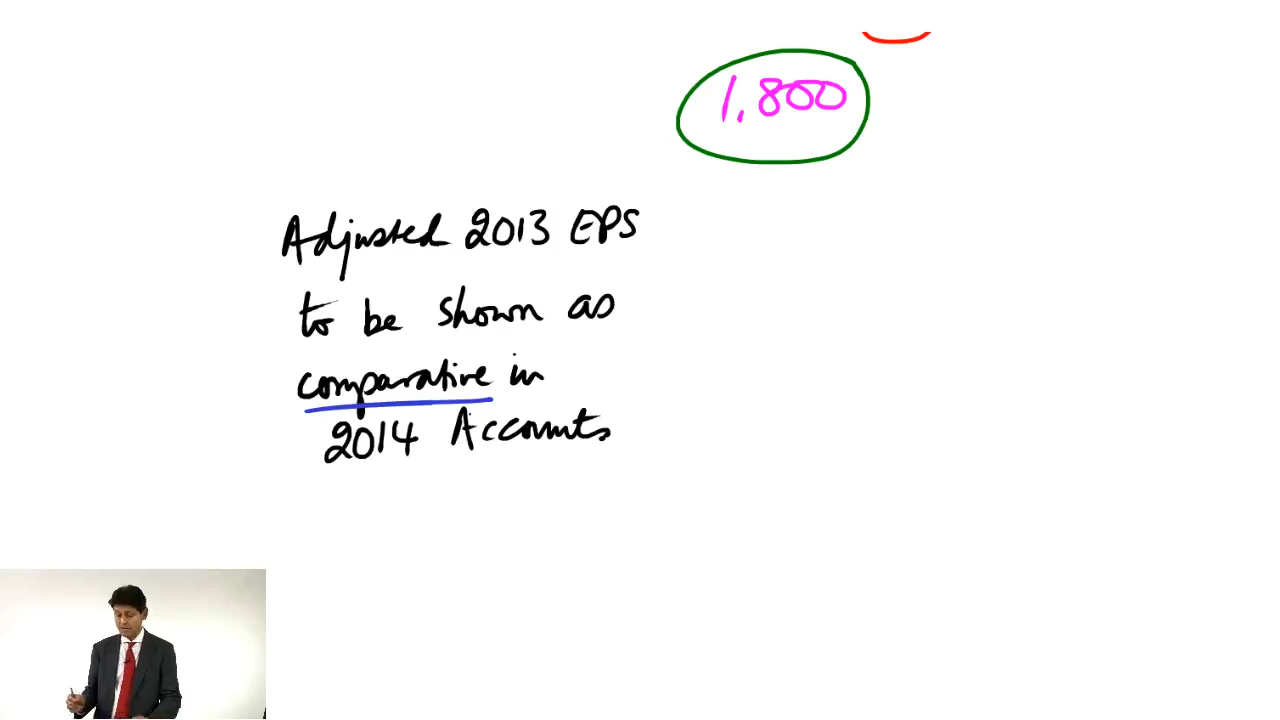 1,800
Adjusted 2013 EPS
to be shown as
comparative in
2014 Accounts